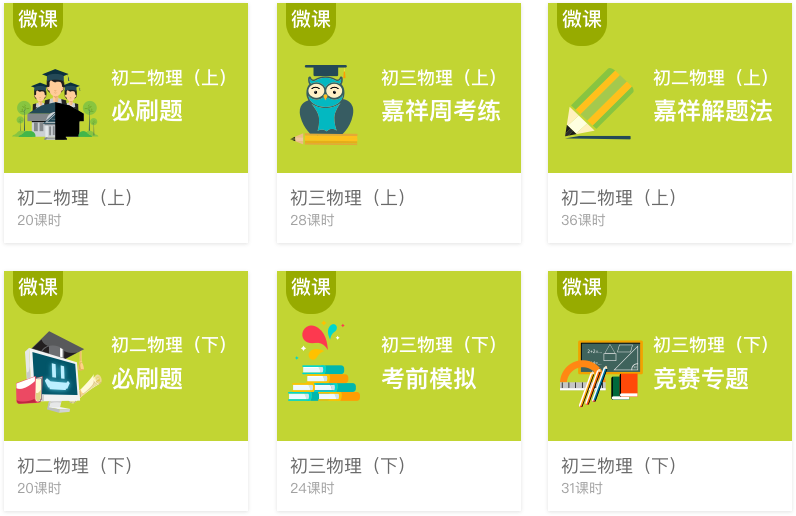 微课
初二物理（上）
必刷题
初二物理（上）
20课时
微课
初三物理（上）
嘉祥周考练
初三物理（上）
28课时
微课
初二物理（上）
嘉祥解题法
初二物理（上）
36课时
微课
初二物理（下）
必刷题
初二物理（下）
20课时
微课
初三物理（下）
考前模拟
初三物理（下）
24课时
微课
初三物理（下）
竞赛专题
初三物理（下）
31课时